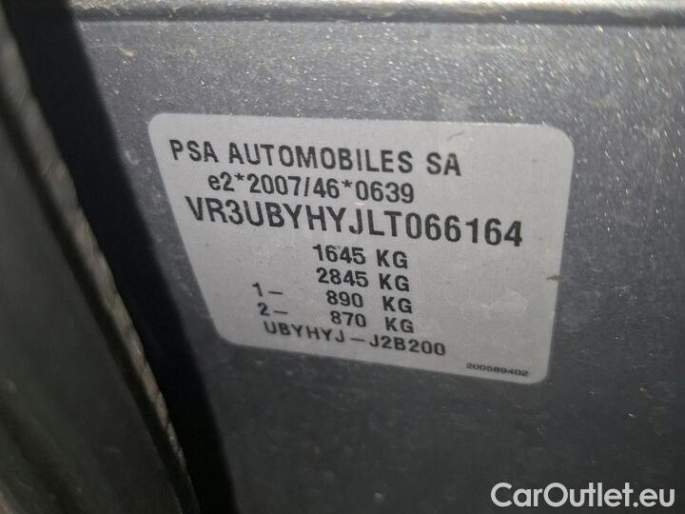 PSA AUTOMOBILES SA
e2*2007/46*0639
VR3UBYHYJLT066164
1645 KG
2845 KG
1- 890 KG
2- 870 KG
UBYHYJ-J2B200
200589402
CarOutlet.eu